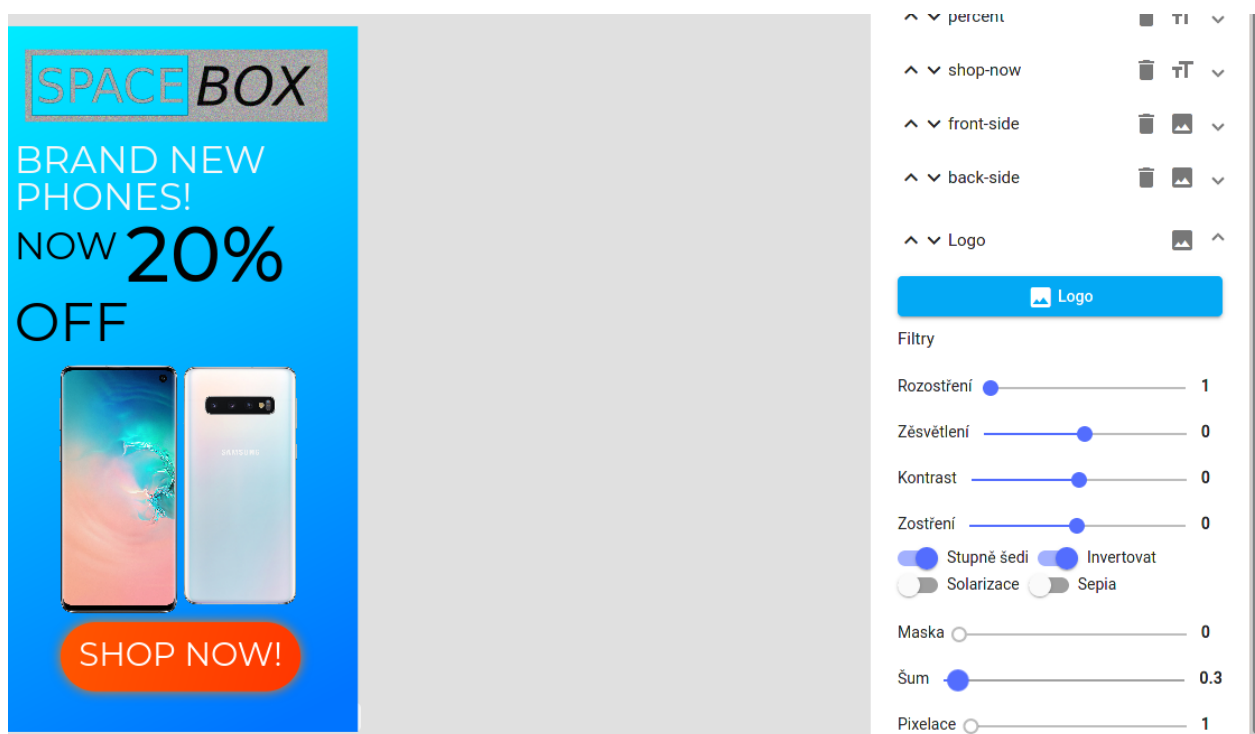 SPACE BOX
BRAND NEW
PHONES!
NOW 20%
OFF
SAMSUNG
SHOP NOW!
percent
shop-now
front-side
back-side
Logo
Logo
Filtry
Rozostření 1
Zěsvětlení 0
Kontrast 0
Zostření 0
Stupně šedi Invertovat
Solarizace Sepia
Maska 0
Šum 0.3
Pixelace 1